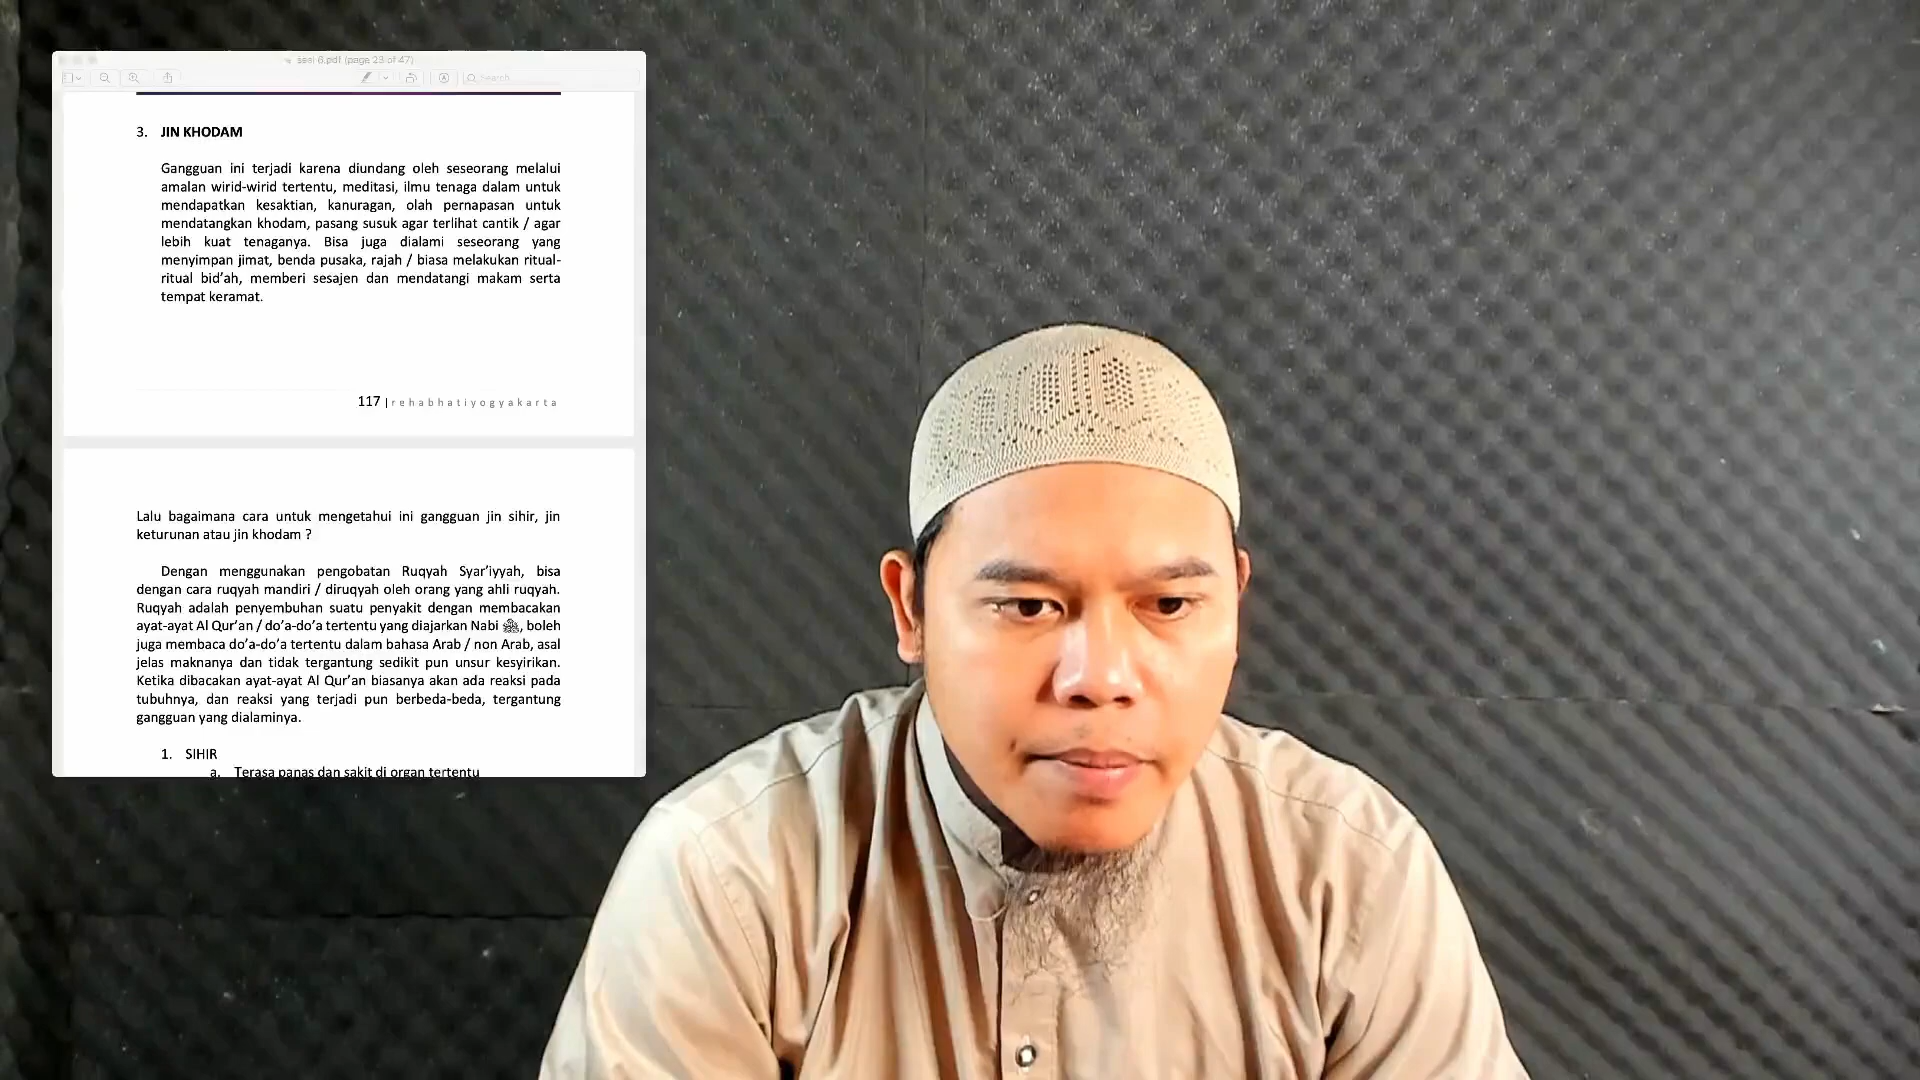 sesi 6.pdf (page 23 of 47)
Search
3. JIN KHODAM
Gangguan ini terjadi karena diundang oleh seseorang melalui
amalan wirid-wirid tertentu, meditasi, ilmu tenaga dalam untuk
mendapatkan kesaktian, kanuragan, olah pernapasan untuk
mendatangkan khodam, pasang susuk agar terlihat cantik / agar
lebih kuat tenaganya. Bisa juga dialami seseorang yang
menyimpan jimat, benda pusaka, rajah / biasa melakukan ritual-
ritual bid’ah, memberi sesajen dan mendatangi makam serta
tempat keramat.
117 | rehabhatiyogyakarta
Lalu bagaimana cara untuk mengetahui ini gangguan jin sihir, jin
keturunan atau jin khodam ?
Dengan menggunakan pengobatan Ruqyah Syar’iyyah, bisa
dengan cara ruqyah mandiri / diruqyah oleh orang yang ahli ruqyah.
Ruqyah adalah penyembuhan suatu penyakit dengan membacakan
ayat-ayat Al Qur’an / do’a-do’a tertentu yang diajarkan Nabi ﷺ, boleh
juga membaca do’a-do’a tertentu dalam bahasa Arab / non Arab, asal
jelas maknanya dan tidak tergantung sedikit pun unsur kesyirikan.
Ketika dibacakan ayat-ayat Al Qur’an biasanya akan ada reaksi pada
tubuhnya, dan reaksi yang terjadi pun berbeda-beda, tergantung
gangguan yang dialaminya.
1. SIHIR
a. Terasa panas dan sakit di organ tertentu